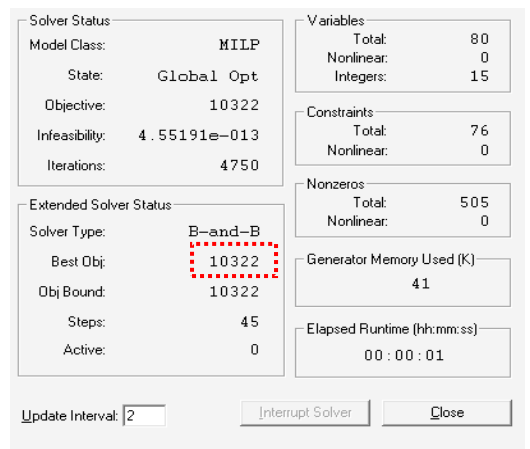 Solver Status
Model Class: MILP
State: Global Opt
Objective: 10322
Infeasibility: 4.55191e-013
Iterations: 4750
Extended Solver Status
Solver Type: B-and-B
Best Obj: 10322
Obj Bound: 10322
Steps: 45
Active: 0
Update Interval: 2
Variables
Total: 80
Nonlinear: 0
Integers: 15
Constraints
Total: 76
Nonlinear: 0
Nonzeros
Total: 505
Nonlinear: 0
Generator Memory Used (K)
41
Elapsed Runtime (hh:mm:ss)
00:00:01
Interrupt Solver
Close